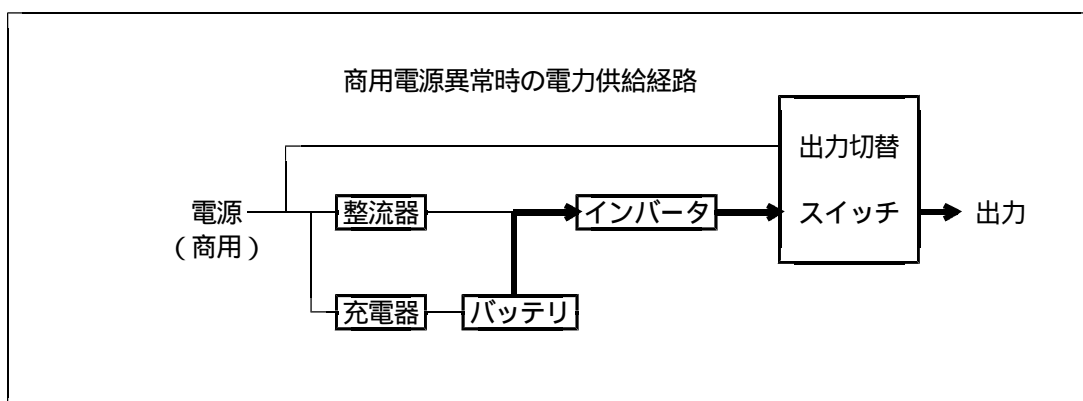 商用電源異常時の電力供給経路
出力切替
電源
整流器
インバータ
スイッチ
出力
（商用）
充電器
バッテリ